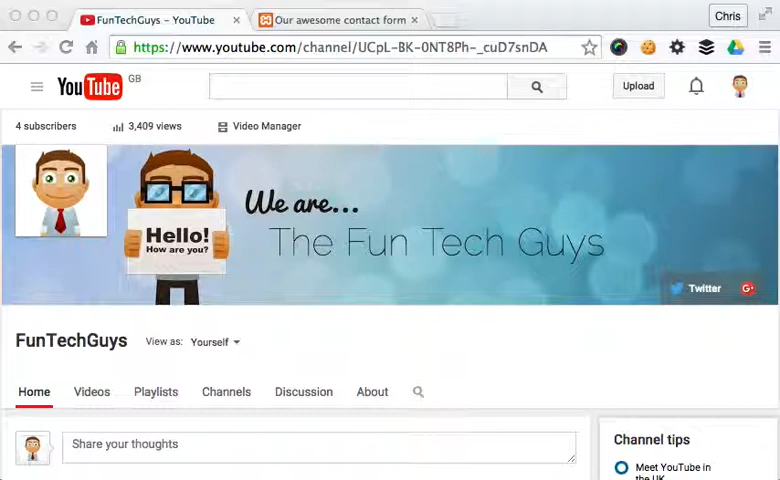 FunTechGuys - YouTube
Our awesome contact form
Chris
https://www.youtube.com/channel/UCpL-BK-0NT8Ph-_cuD7snDA
YouTube GB
Upload
4 subscribers
3,409 views
Video Manager
Hello!
How are you?
We are...
The Fun Tech Guys
Twitter
G+
FunTechGuys
View as: Yourself
Home
Videos
Playlists
Channels
Discussion
About
Share your thoughts
Channel tips
Meet YouTube in
the UK